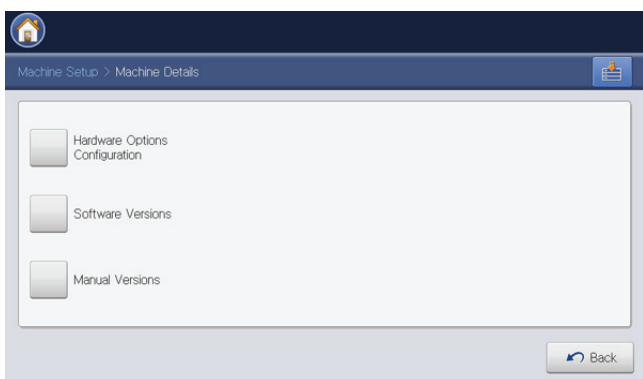 Machine Setup > Machine Details
Hardware Options
Configuration
Software Versions
Manual Versions
Back